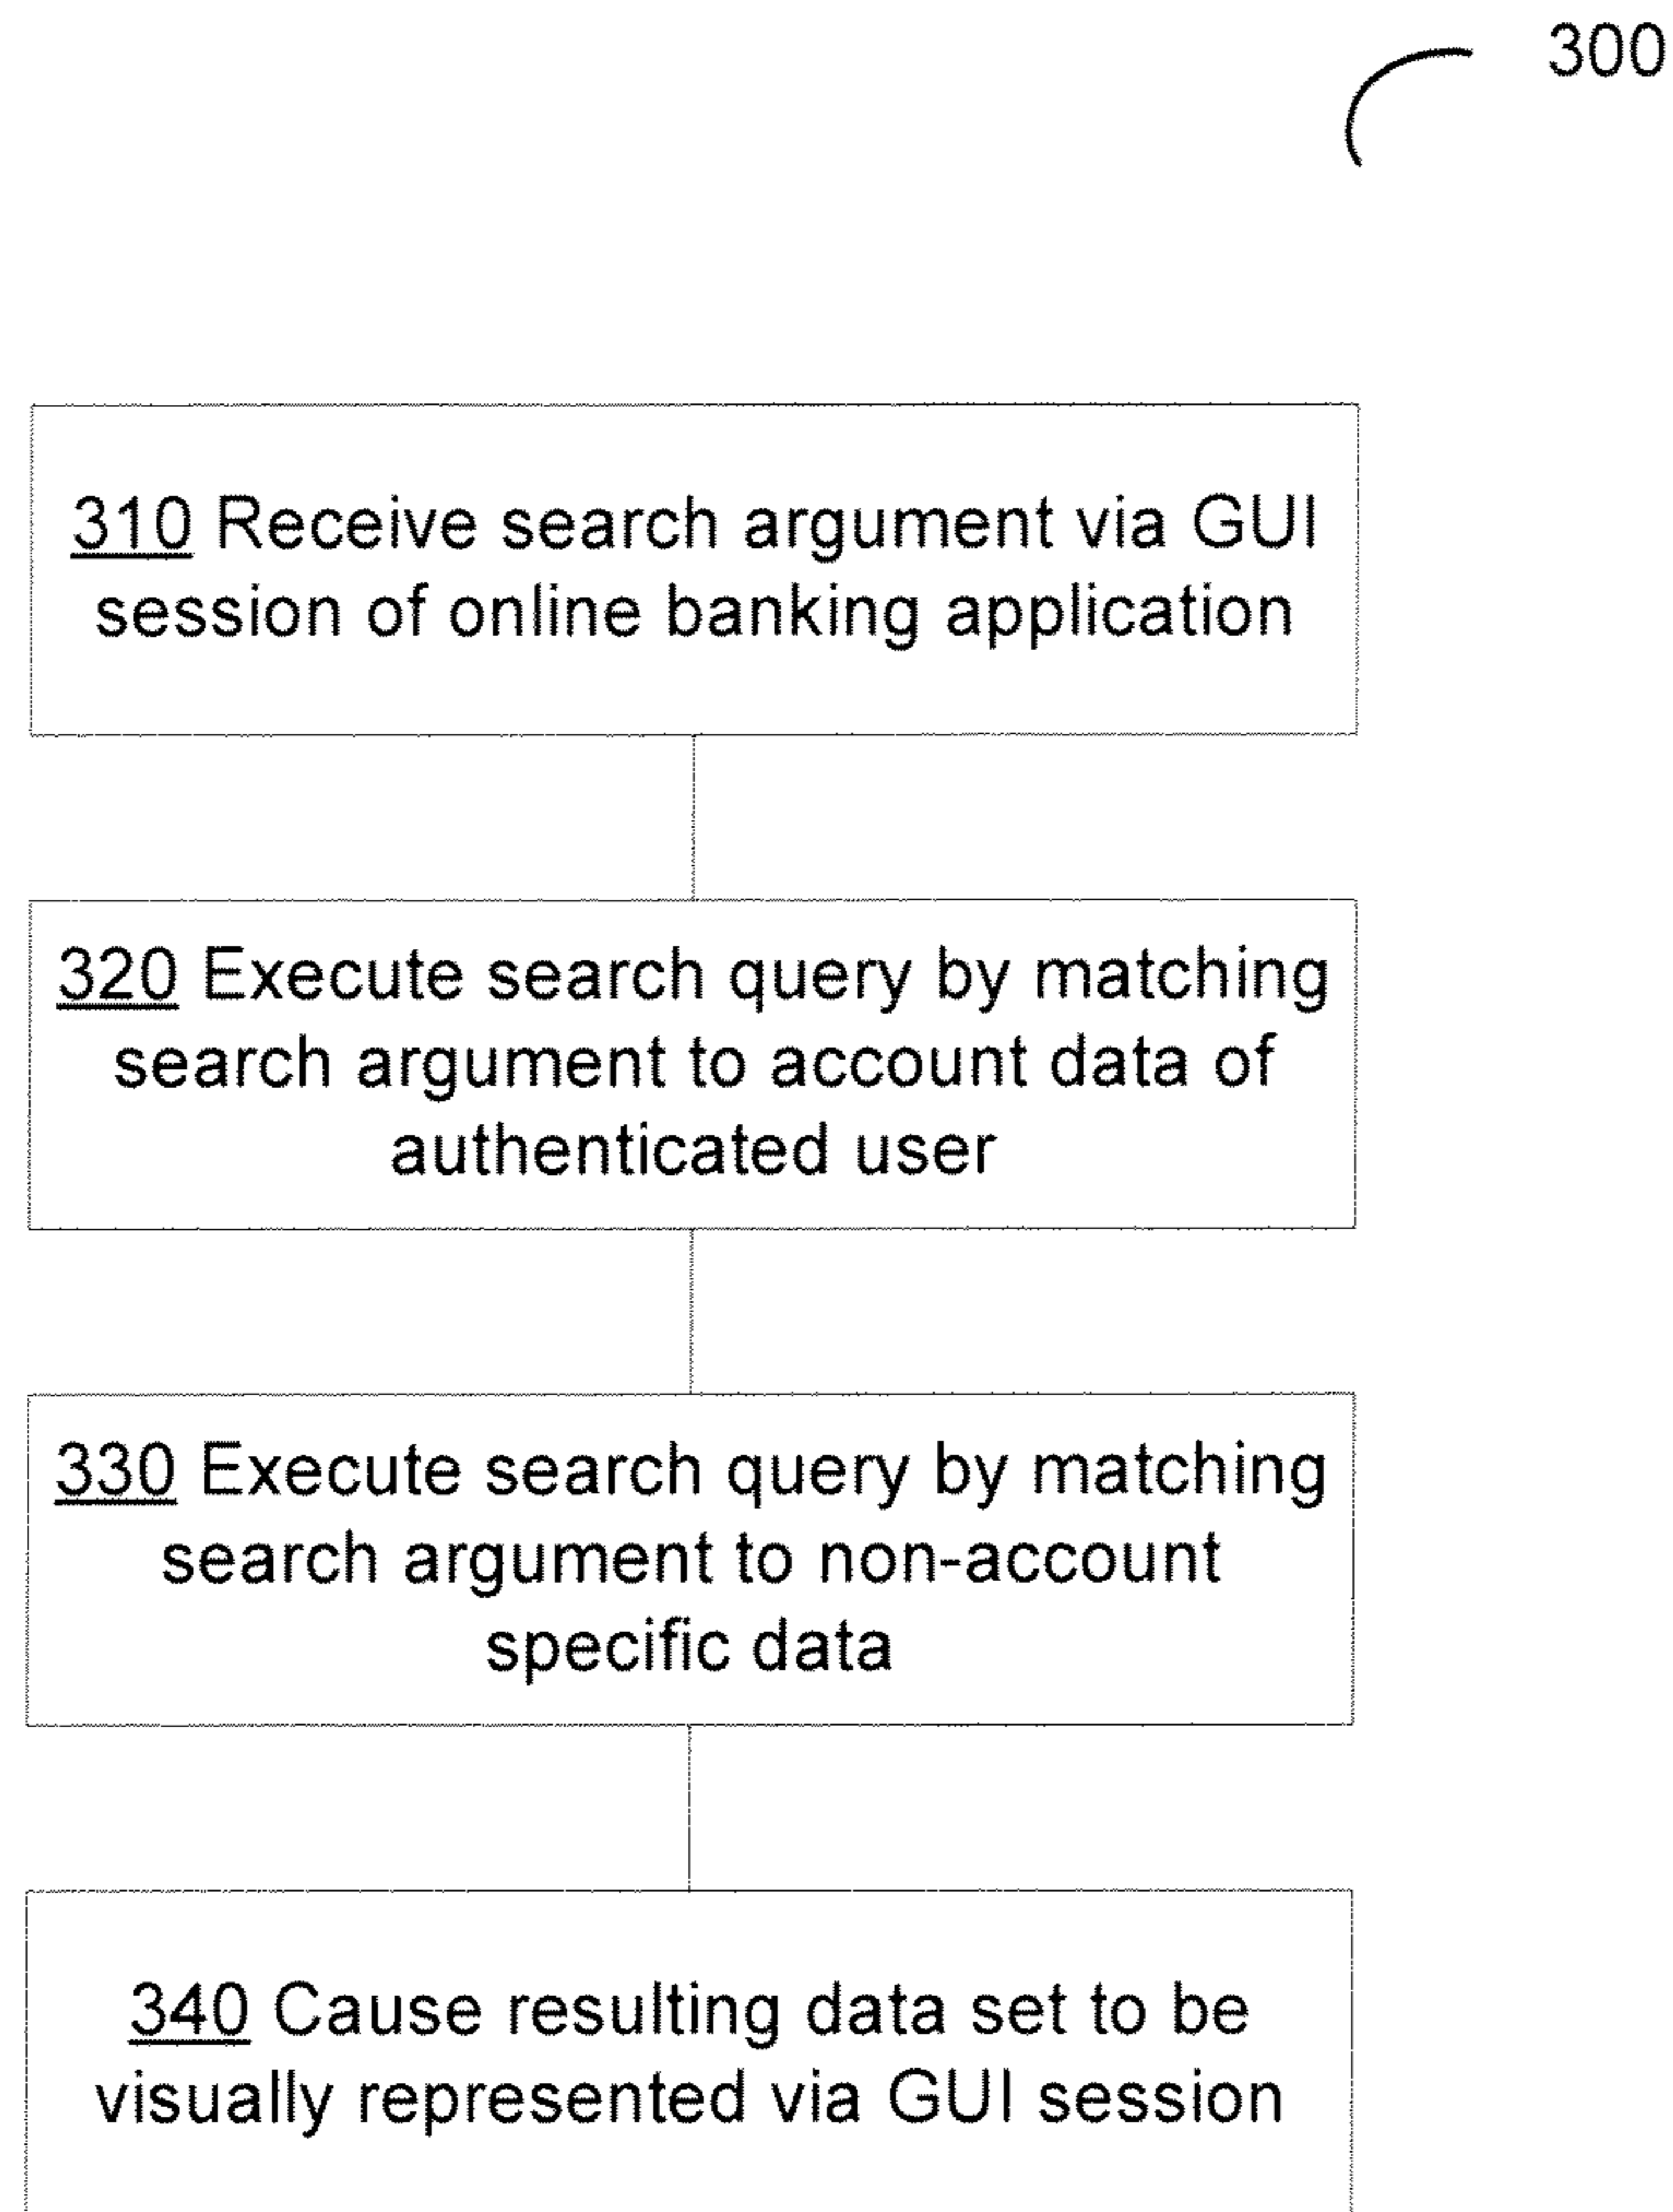 300
310 Receive search argument via GUI
session of online banking application
320 Execute search query by matching
search argument to account data of
authenticated user
330 Execute search query by matching
search argument to non-account
specific data
340 Cause resulting data set to be
visually represented via GUI session